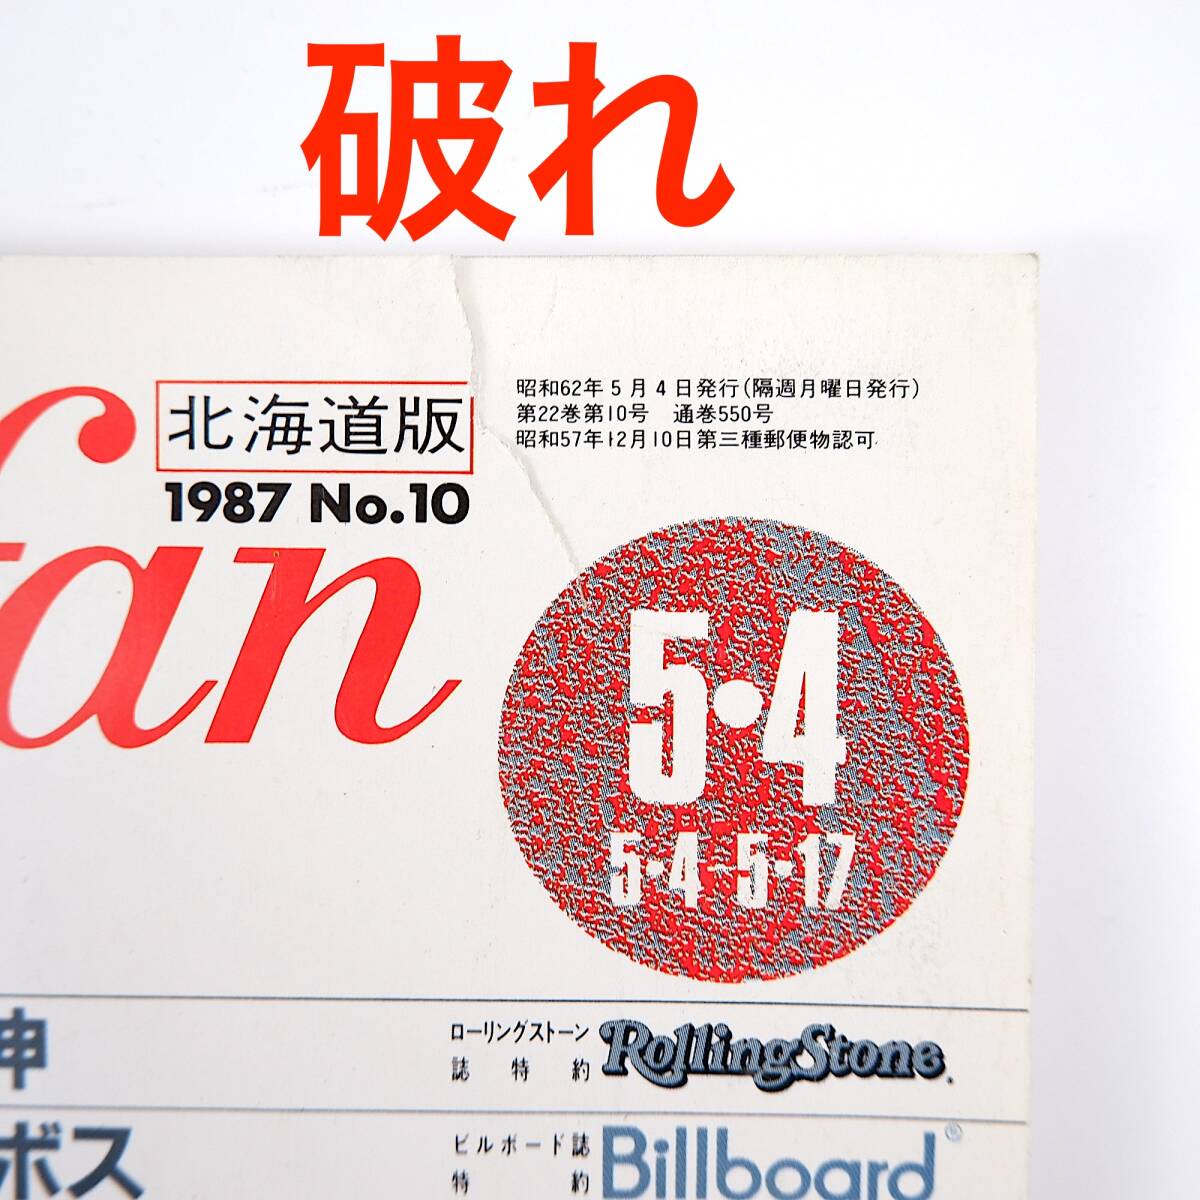 破れ
北海道版
1987 No.10
fan
昭和62年5月4日発行(隔週月曜日発行)
第22巻第10号 通巻550号
昭和57年12月10日第三種郵便物認可
5・4
5・4-5・17
神
ローリングストーン
誌特約
RollingStone.
ボス
ビルボード誌
特約
Billboard®